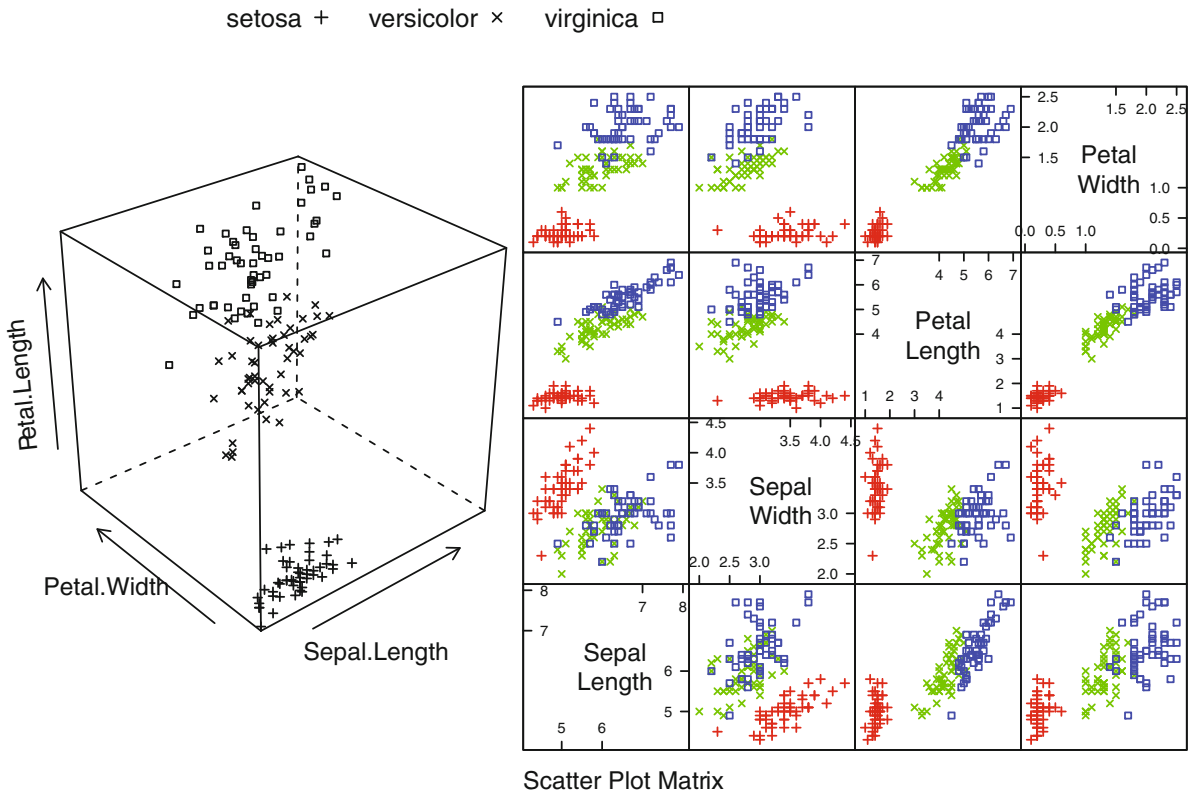 setosa + versicolor × virginica □
Petal.Length
Petal.Width
Sepal.Length
1.5 2.0 2.5
2.5
2.0
1.5
Petal
Width
1.0
0.5
0.0
0.0 0.5 1.0
4 5 6 7
7
6
5
4
Petal
Length
4
3
2
1
1 2 3 4
3.5 4.0 4.5
4.5
4.0
3.5
Sepal
Width
3.0
2.5
2.0
2.0 2.5 3.0
7 8
8
7
Sepal
Length
6
5
5 6
Scatter Plot Matrix